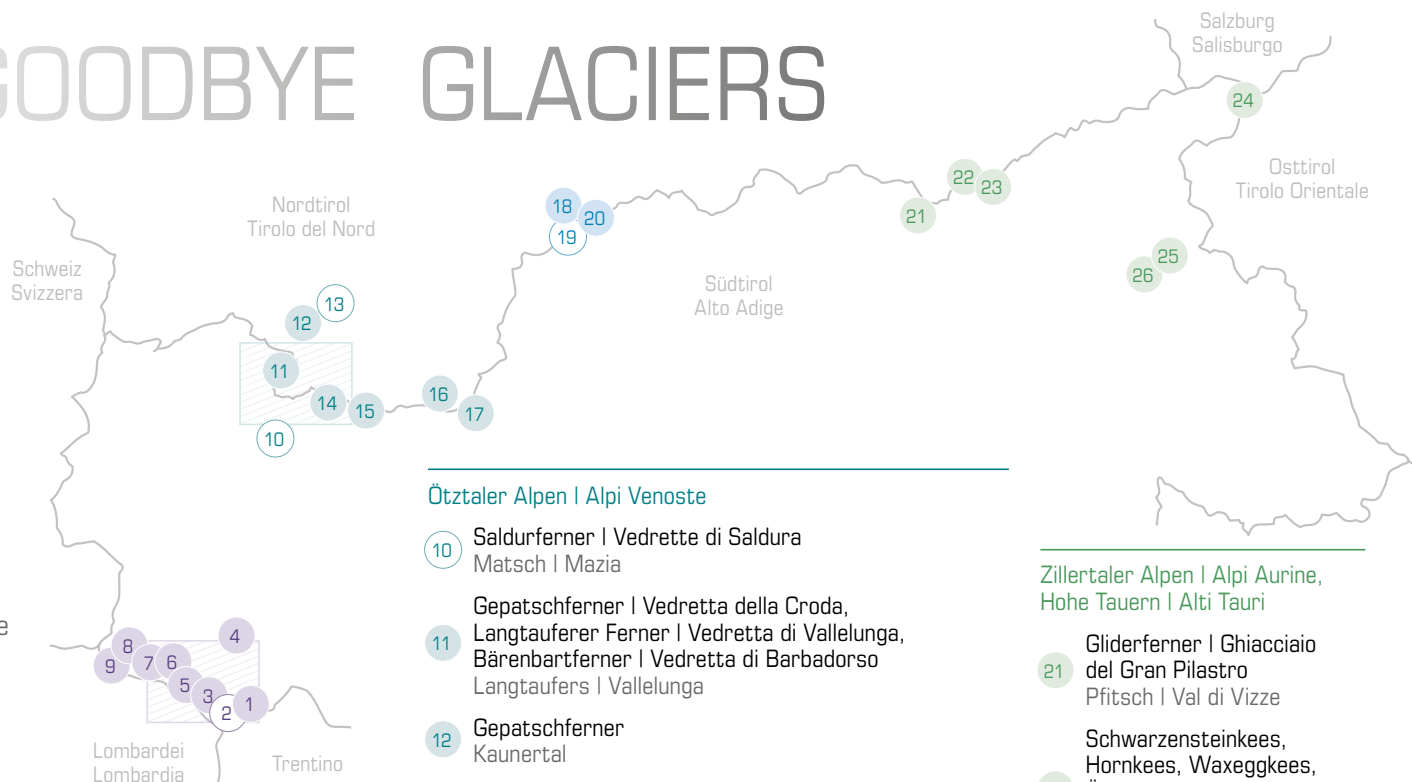 GOODBYE GLACIERS
Salzburg
Salisburgo
24
Osttirol
Tirolo Orientale
22
23
21
25
26
Nordtirol
Tirolo del Nord
18
20
19
Schweiz
Svizzera
Südtirol
Alto Adige
13
12
11
14
15
16
17
10
Ötztaler Alpen | Alpi Venoste
10
Saldurferner | Vedrette di Saldura
Matsch | Mazia
11
Gepatschferner | Vedretta della Croda,
Langtauferer Ferner | Vedretta di Vallelunga,
Bärenbartferner | Vedretta di Barbadorso
Langtaufers | Vallelunga
12
Gepatschferner
Kaunertal
Zillertaler Alpen | Alpi Aurine,
Hohe Tauern | Alti Tauri
21
Gliderferner | Ghiacciaio
del Gran Pilastro
Pfitsch | Val di Vizze
Schwarzensteinkees,
Hornkees, Waxeggkees,
e
4
8
9
7
6
5
3
2
1
Lombardei
Lombardia
Trentino